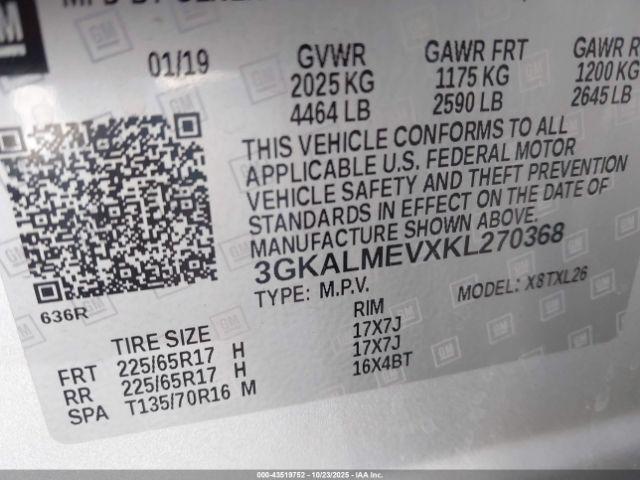 GM
01/19
GVWR GAWR FRT GAWR R
2025 KG 1175 KG 1200 KG
4464 LB 2590 LB 2645 LB
THIS VEHICLE CONFORMS TO ALL
APPLICABLE U.S. FEDERAL MOTOR
VEHICLE SAFETY AND THEFT PREVENTION
STANDARDS IN EFFECT ON THE DATE OF
MANUFACTURE SHOWN ABOVE.
3GKALMEVXKL270368
TYPE: M.P.V. MODEL: X8TXL26
636R
TIRE SIZE RIM
FRT 225/65R17 H 17X7J
RR 225/65R17 H 17X7J
SPA T135/70R16 M 16X4BT
000-43519752 - 10/23/2025 - IAA Inc.